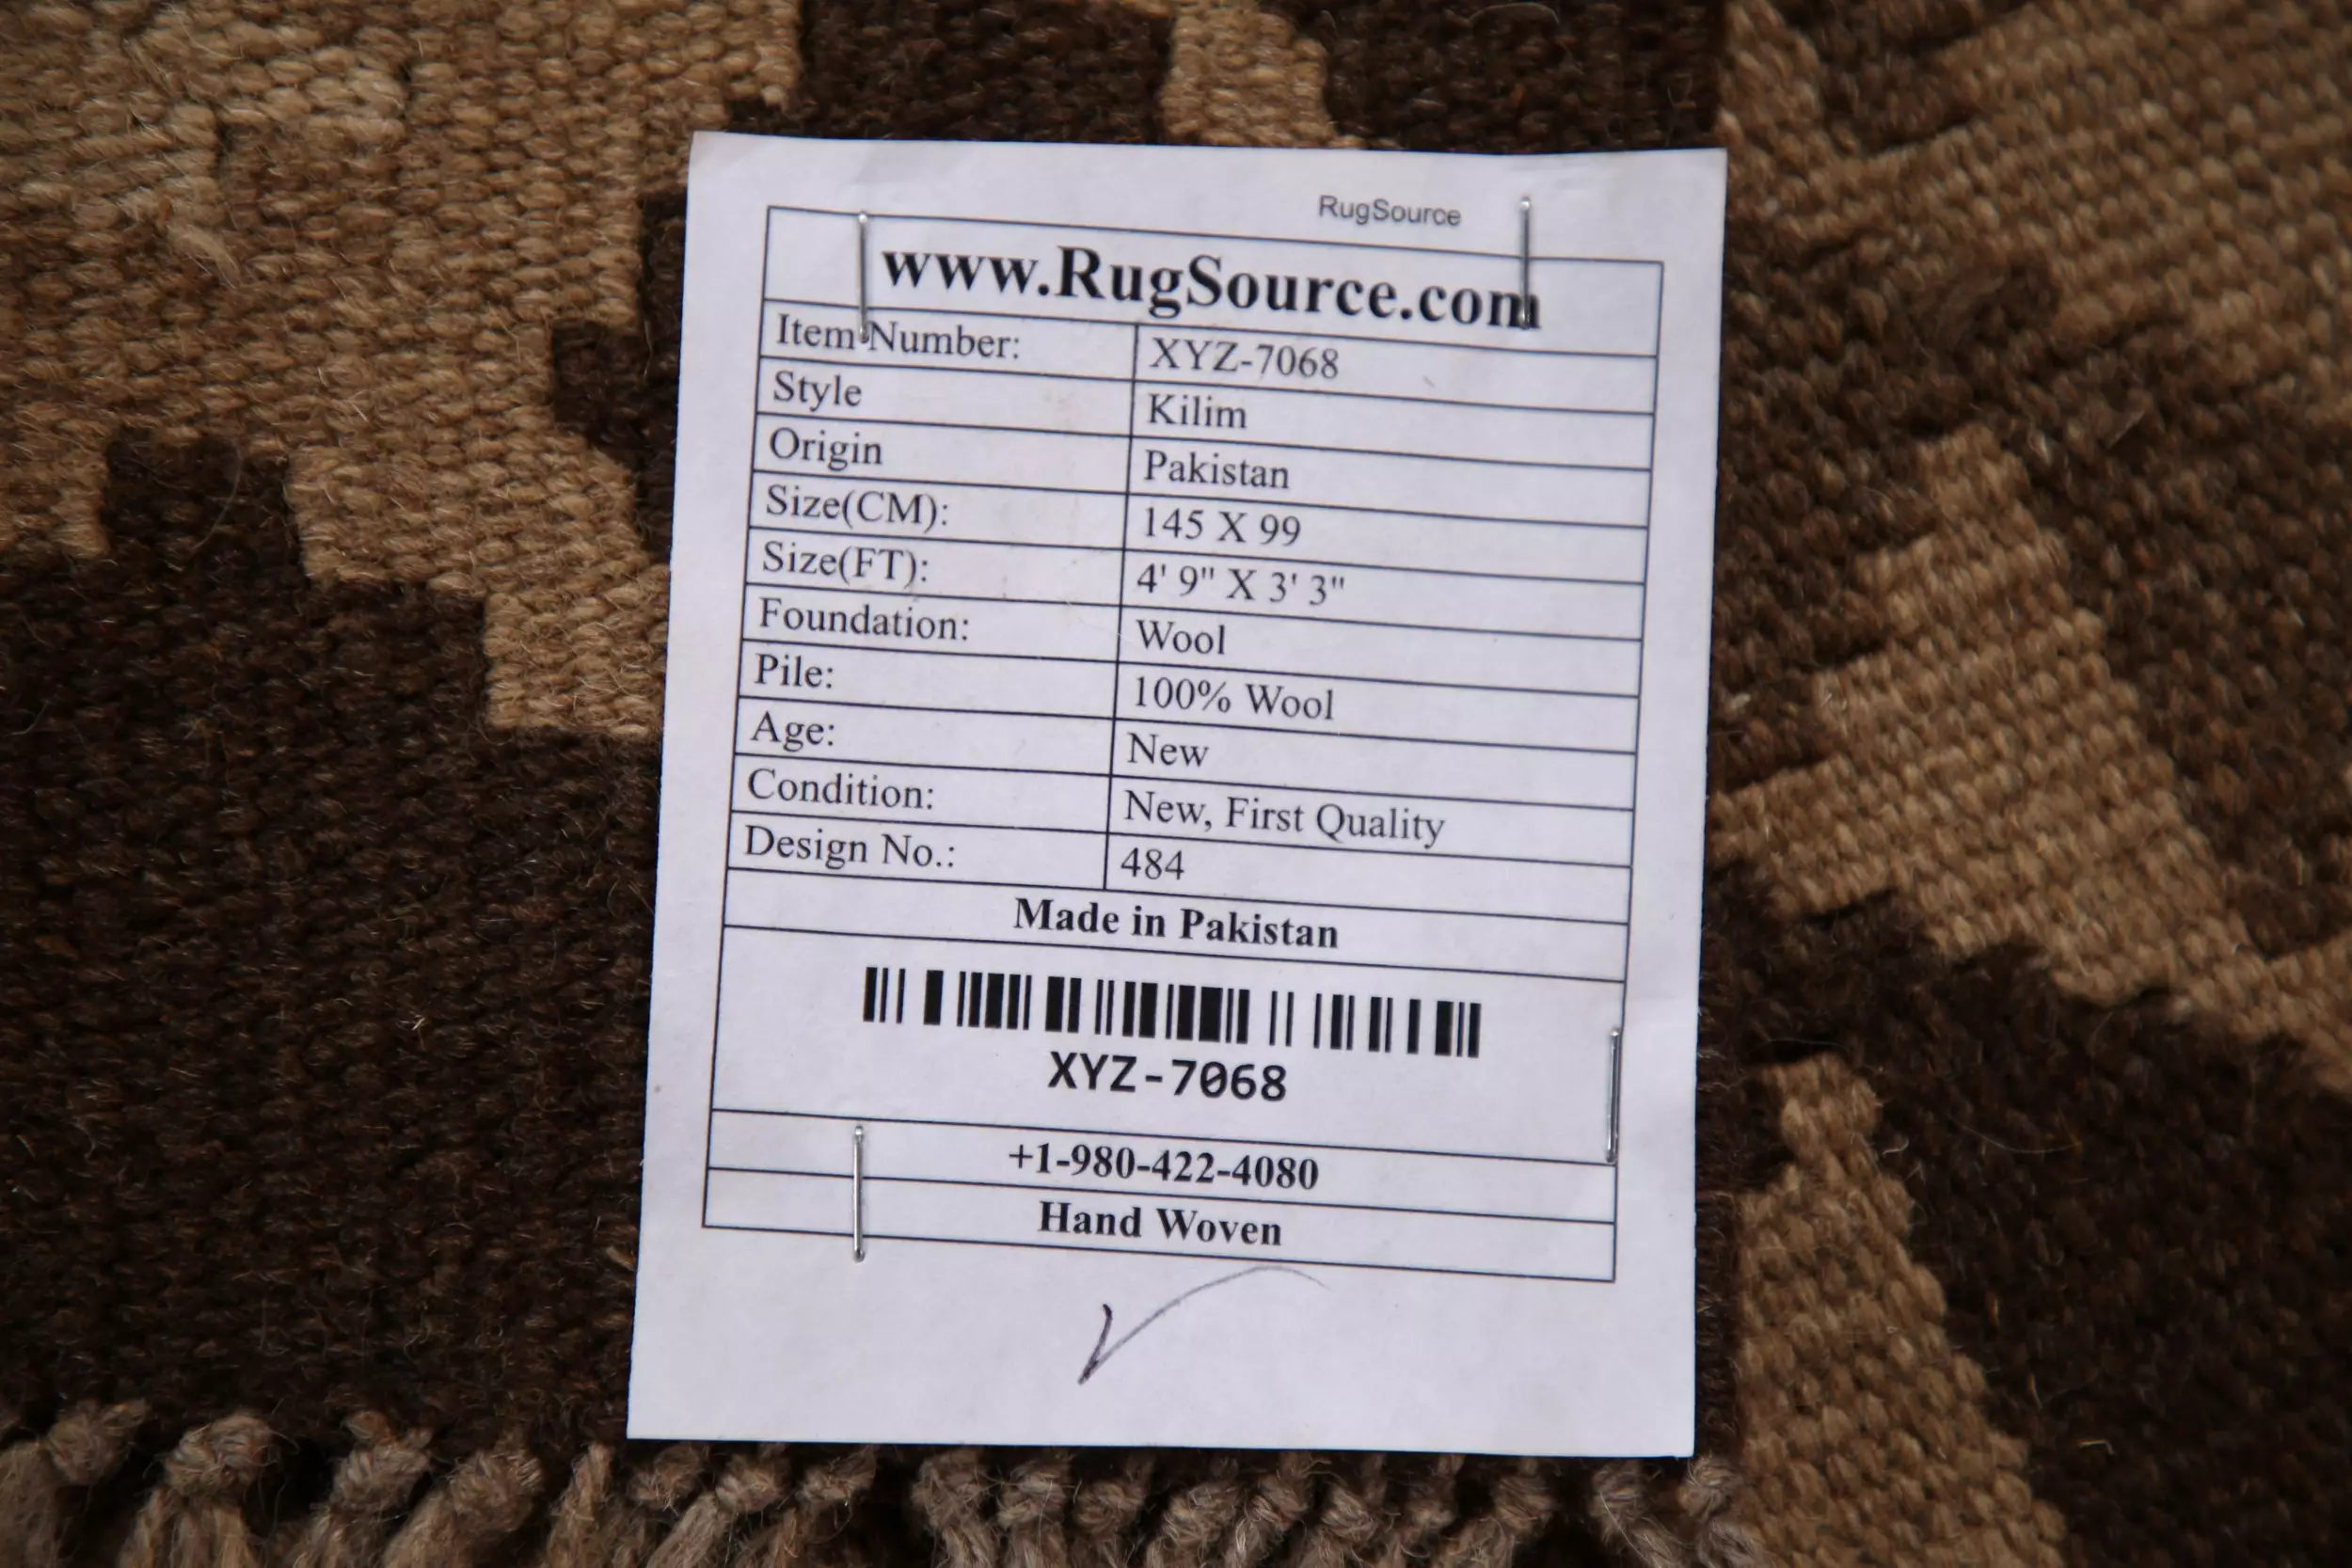 RugSource
www.RugSource.com
Item Number: XYZ-7068
Style Kilim
Origin Pakistan
Size(CM): 145 X 99
Size(FT): 4' 9" X 3' 3"
Foundation: Wool
Pile: 100% Wool
Age: New
Condition: New, First Quality
Design No.: 484
Made in Pakistan
XYZ-7068
+1-980-422-4080
Hand Woven